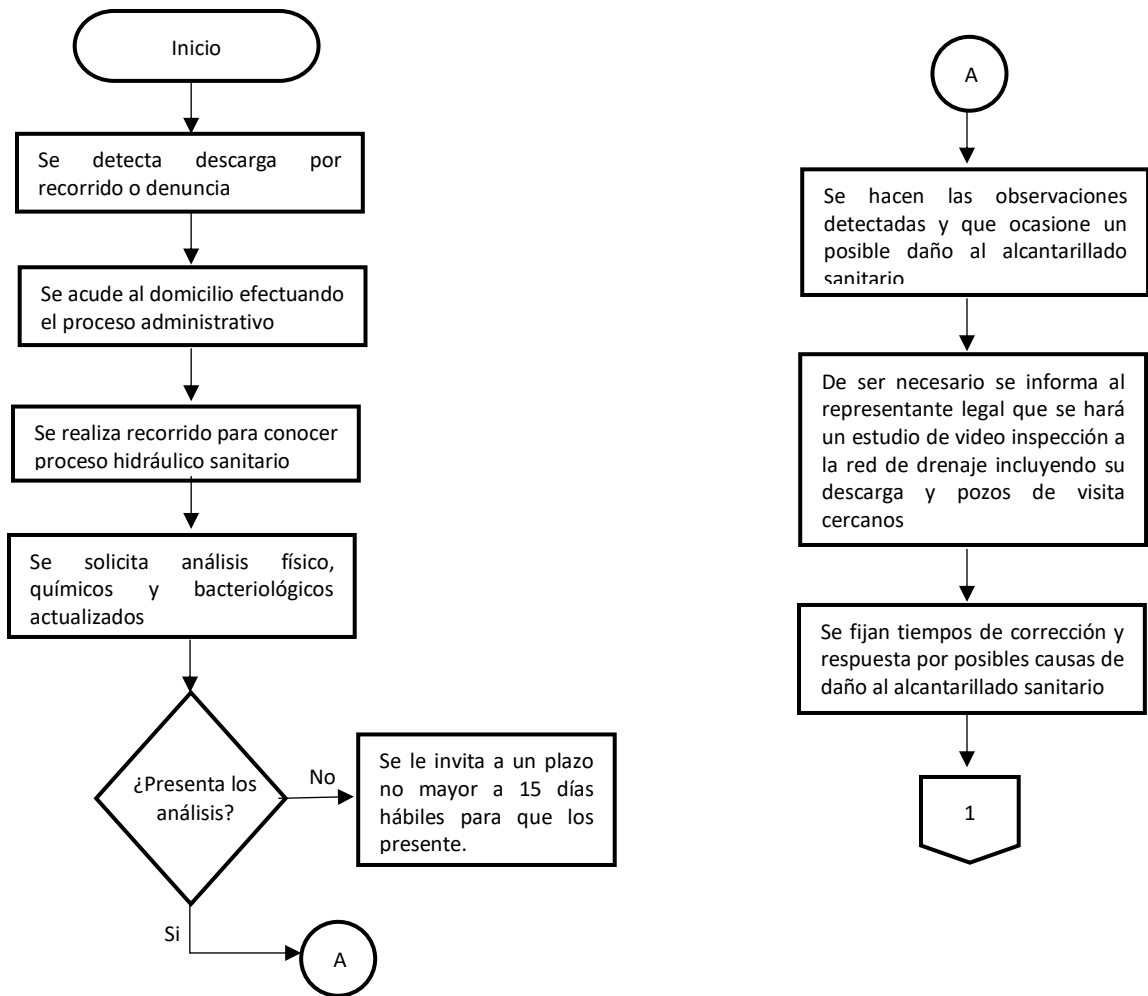 Inicio
Se detecta descarga por
recorrido o denuncia
Se acude al domicilio efectuando
el proceso administrativo
Se realiza recorrido para conocer
proceso hidráulico sanitario
Se solicita análisis físico,
químicos y bacteriológicos
actualizados
¿Presenta los
análisis?
No
Se le invita a un plazo
no mayor a 15 días
hábiles para que los
presente.
Si
A
A
Se hacen las observaciones
detectadas y que ocasione un
posible daño al alcantarillado
sanitario
De ser necesario se informa al
representante legal que se hará
un estudio de video inspección a
la red de drenaje incluyendo su
descarga y pozos de visita
cercanos
Se fijan tiempos de corrección y
respuesta por posibles causas de
daño al alcantarillado sanitario
1